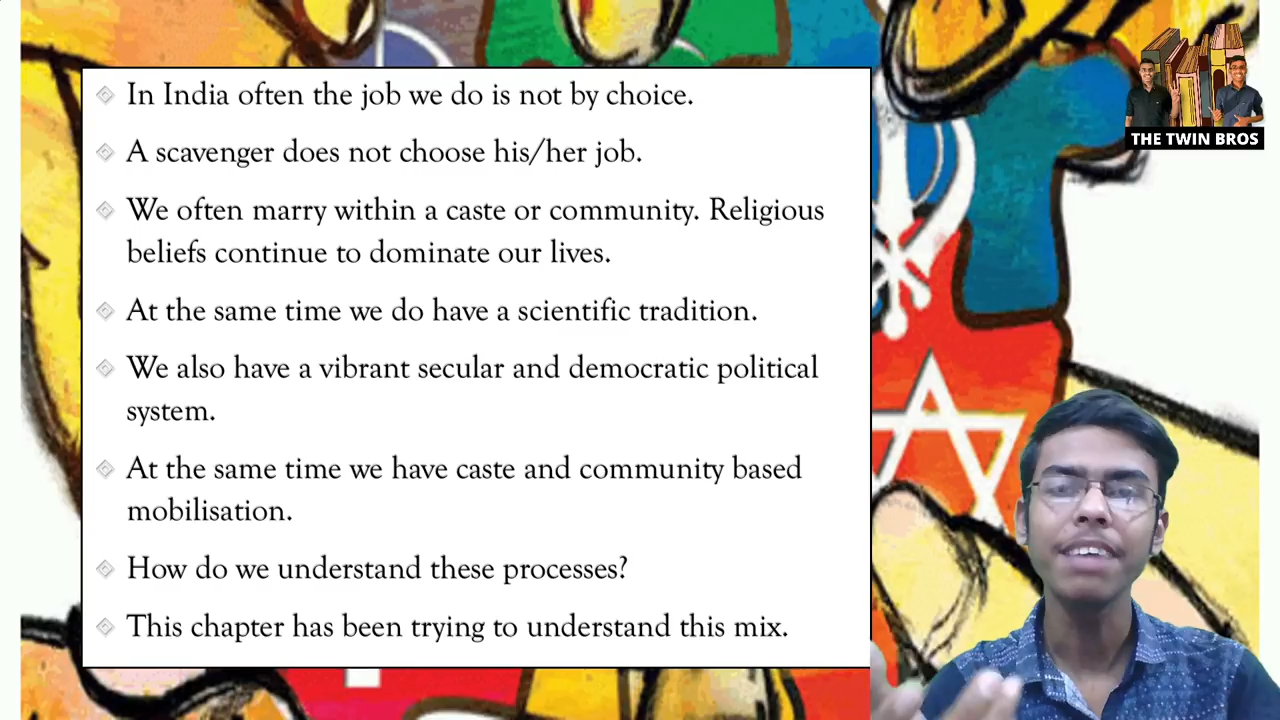 In India often the job we do is not by choice.
A scavenger does not choose his/her job.
We often marry within a caste or community. Religious
beliefs continue to dominate our lives.
At the same time we do have a scientific tradition.
We also have a vibrant secular and democratic political
system.
At the same time we have caste and community based
mobilisation.
How do we understand these processes?
This chapter has been trying to understand this mix.
THE TWIN BROS